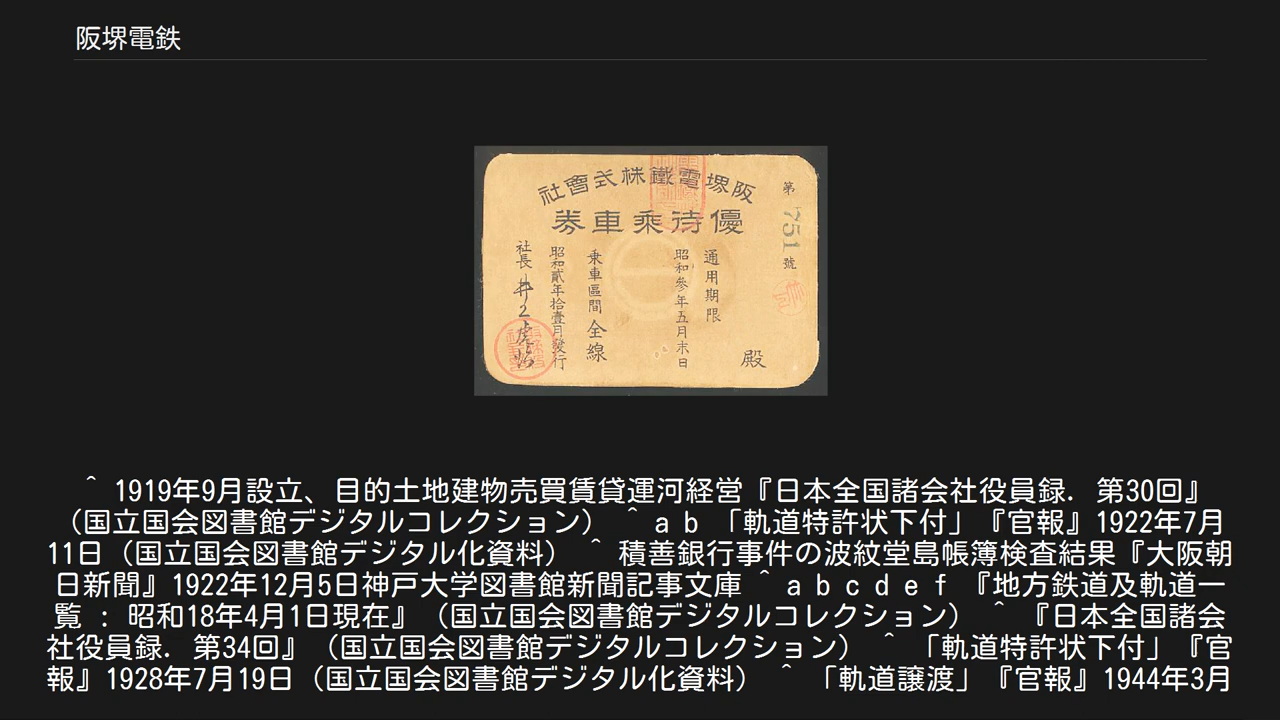 阪堺電鉄
阪堺電鐵株式會社
優待乗車券
第751號
殿
通用期限
昭和參年五月末日
乗車區間 全線
昭和貳年拾壹月發行
社長
^ 1919年9月設立、目的土地建物売買賃貸運河経営『日本全国諸会社役員録. 第30回』
(国立国会図書館デジタルコレクション) ^ a b 「軌道特許状下付」『官報』1922年7月
11日(国立国会図書館デジタル化資料) ^ 積善銀行事件の波紋堂島帳簿検査結果『大阪朝
日新聞』1922年12月5日神戸大学図書館新聞記事文庫 ^ a b c d e f 『地方鉄道及軌道一
覧 : 昭和18年4月1日現在』(国立国会図書館デジタルコレクション) ^ 『日本全国諸会
社役員録. 第34回』(国立国会図書館デジタルコレクション) ^ 「軌道特許状下付」『官
報』1928年7月19日(国立国会図書館デジタル化資料) ^ 「軌道譲渡」『官報』1944年3月